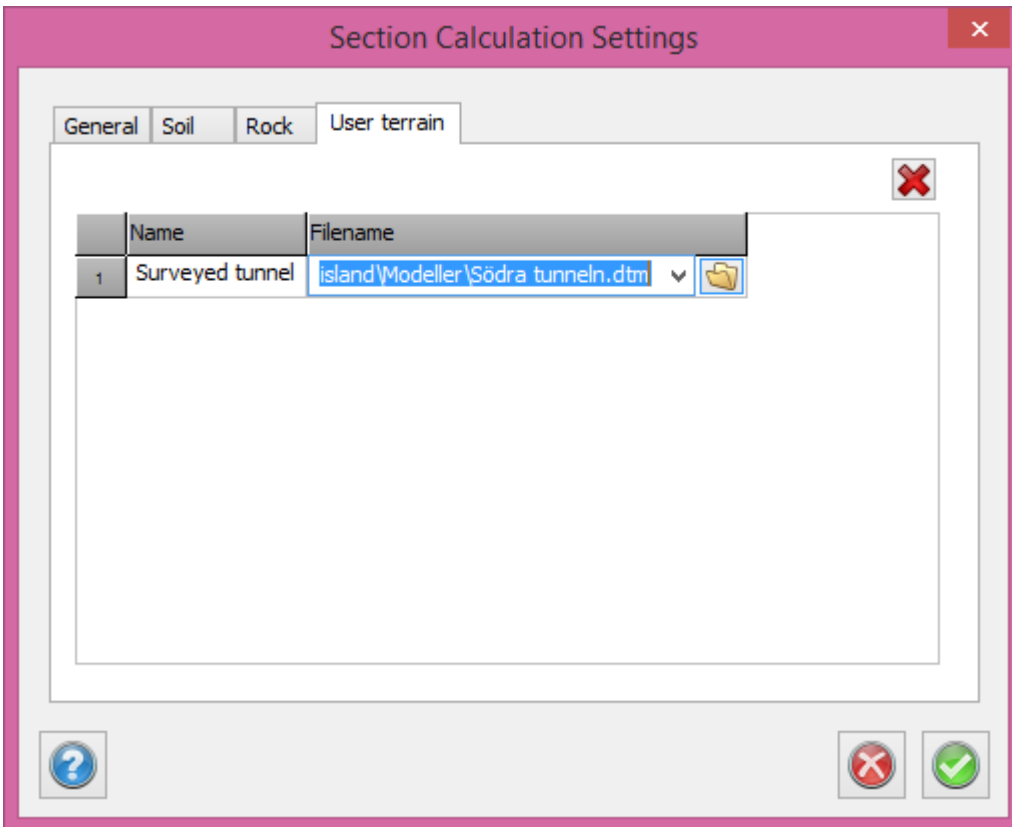 Section Calculation Settings
General Soil Rock User terrain
Name Filename
1 Surveyed tunnel island\Modeller\Södra tunneln.dtm